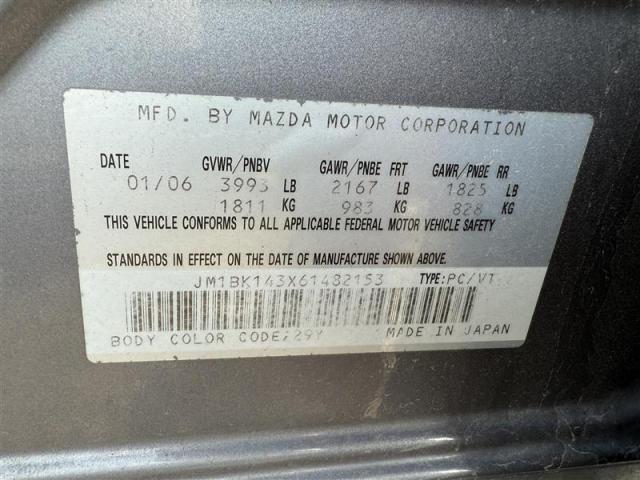 MFD. BY MAZDA MOTOR CORPORATION
DATE GVWR/PNBV GAWR/PNBE FRT GAWR/PNBE RR
01/06 3993 LB 2167 LB 1825 LB
1811 KG 983 KG 828 KG
THIS VEHICLE CONFORMS TO ALL APPLICABLE FEDERAL MOTOR VEHICLE SAFETY
STANDARDS IN EFFECT ON THE DATE OF MANUFACTURE SHOWN ABOVE.
JM1BK143X61482153 TYPE:PC/VT
BODY COLOR CODE;29Y MADE IN JAPAN